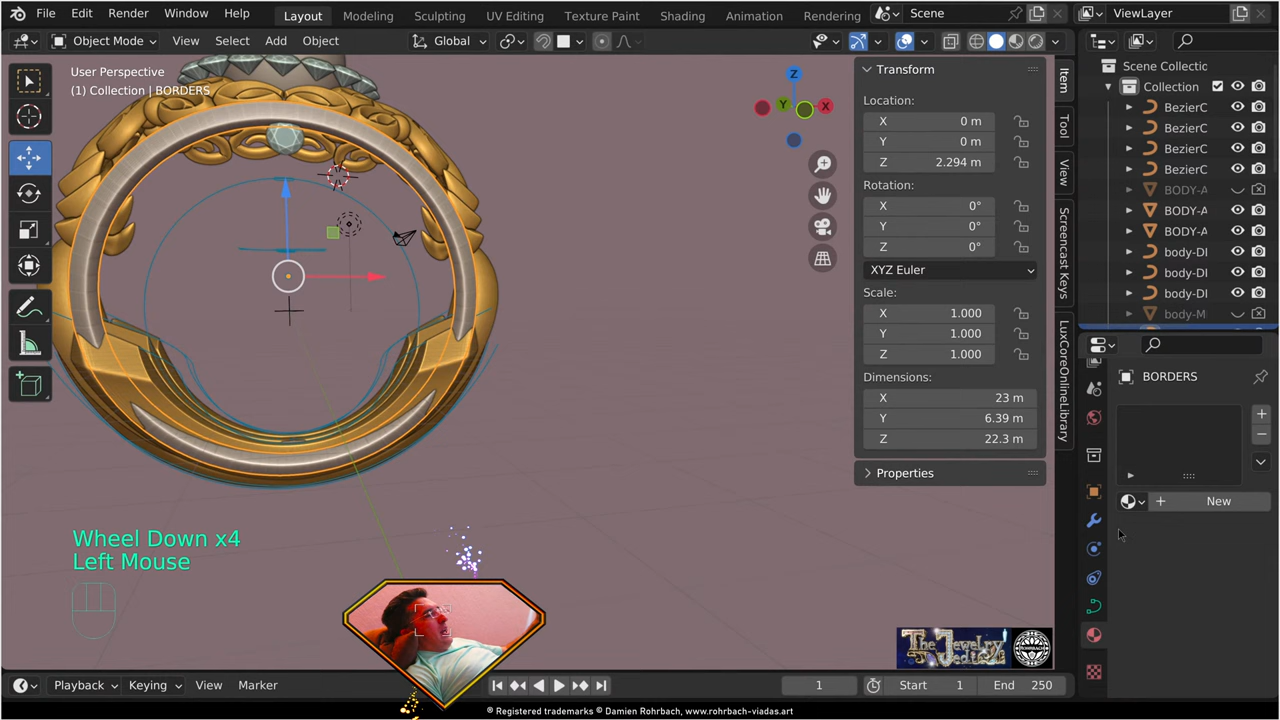 File Edit Render Window Help Layout Modeling Sculpting UV Editing Texture Paint Shading Animation Rendering Scene ViewLayer
Object Mode View Select Add Object Global
User Perspective
(1) Collection | BORDERS
Z
Y
X
Transform
Location:
X 0 m
Y 0 m
Z 2.294 m
Rotation:
X 0°
Y 0°
Z 0°
XYZ Euler
Scale:
X 1.000
Y 1.000
Z 1.000
Dimensions:
X 23 m
Y 6.39 m
Z 22.3 m
Properties
Item
Tool
View
Screencast Keys
LuxCoreOnlineLibrary
Scene Collectic
Collection
BezierC
BezierC
BezierC
BezierC
BODY-A
BODY-A
BODY-A
body-DI
body-DI
body-DI
body-M
BORDERS
New
Wheel Down x4
Left Mouse
The Jewelry Jedi
ROHRBACH
Playback Keying View Marker 1 Start 1 End 250
® Registered trademarks © Damien Rohrbach, www.rohrbach-viadas.art